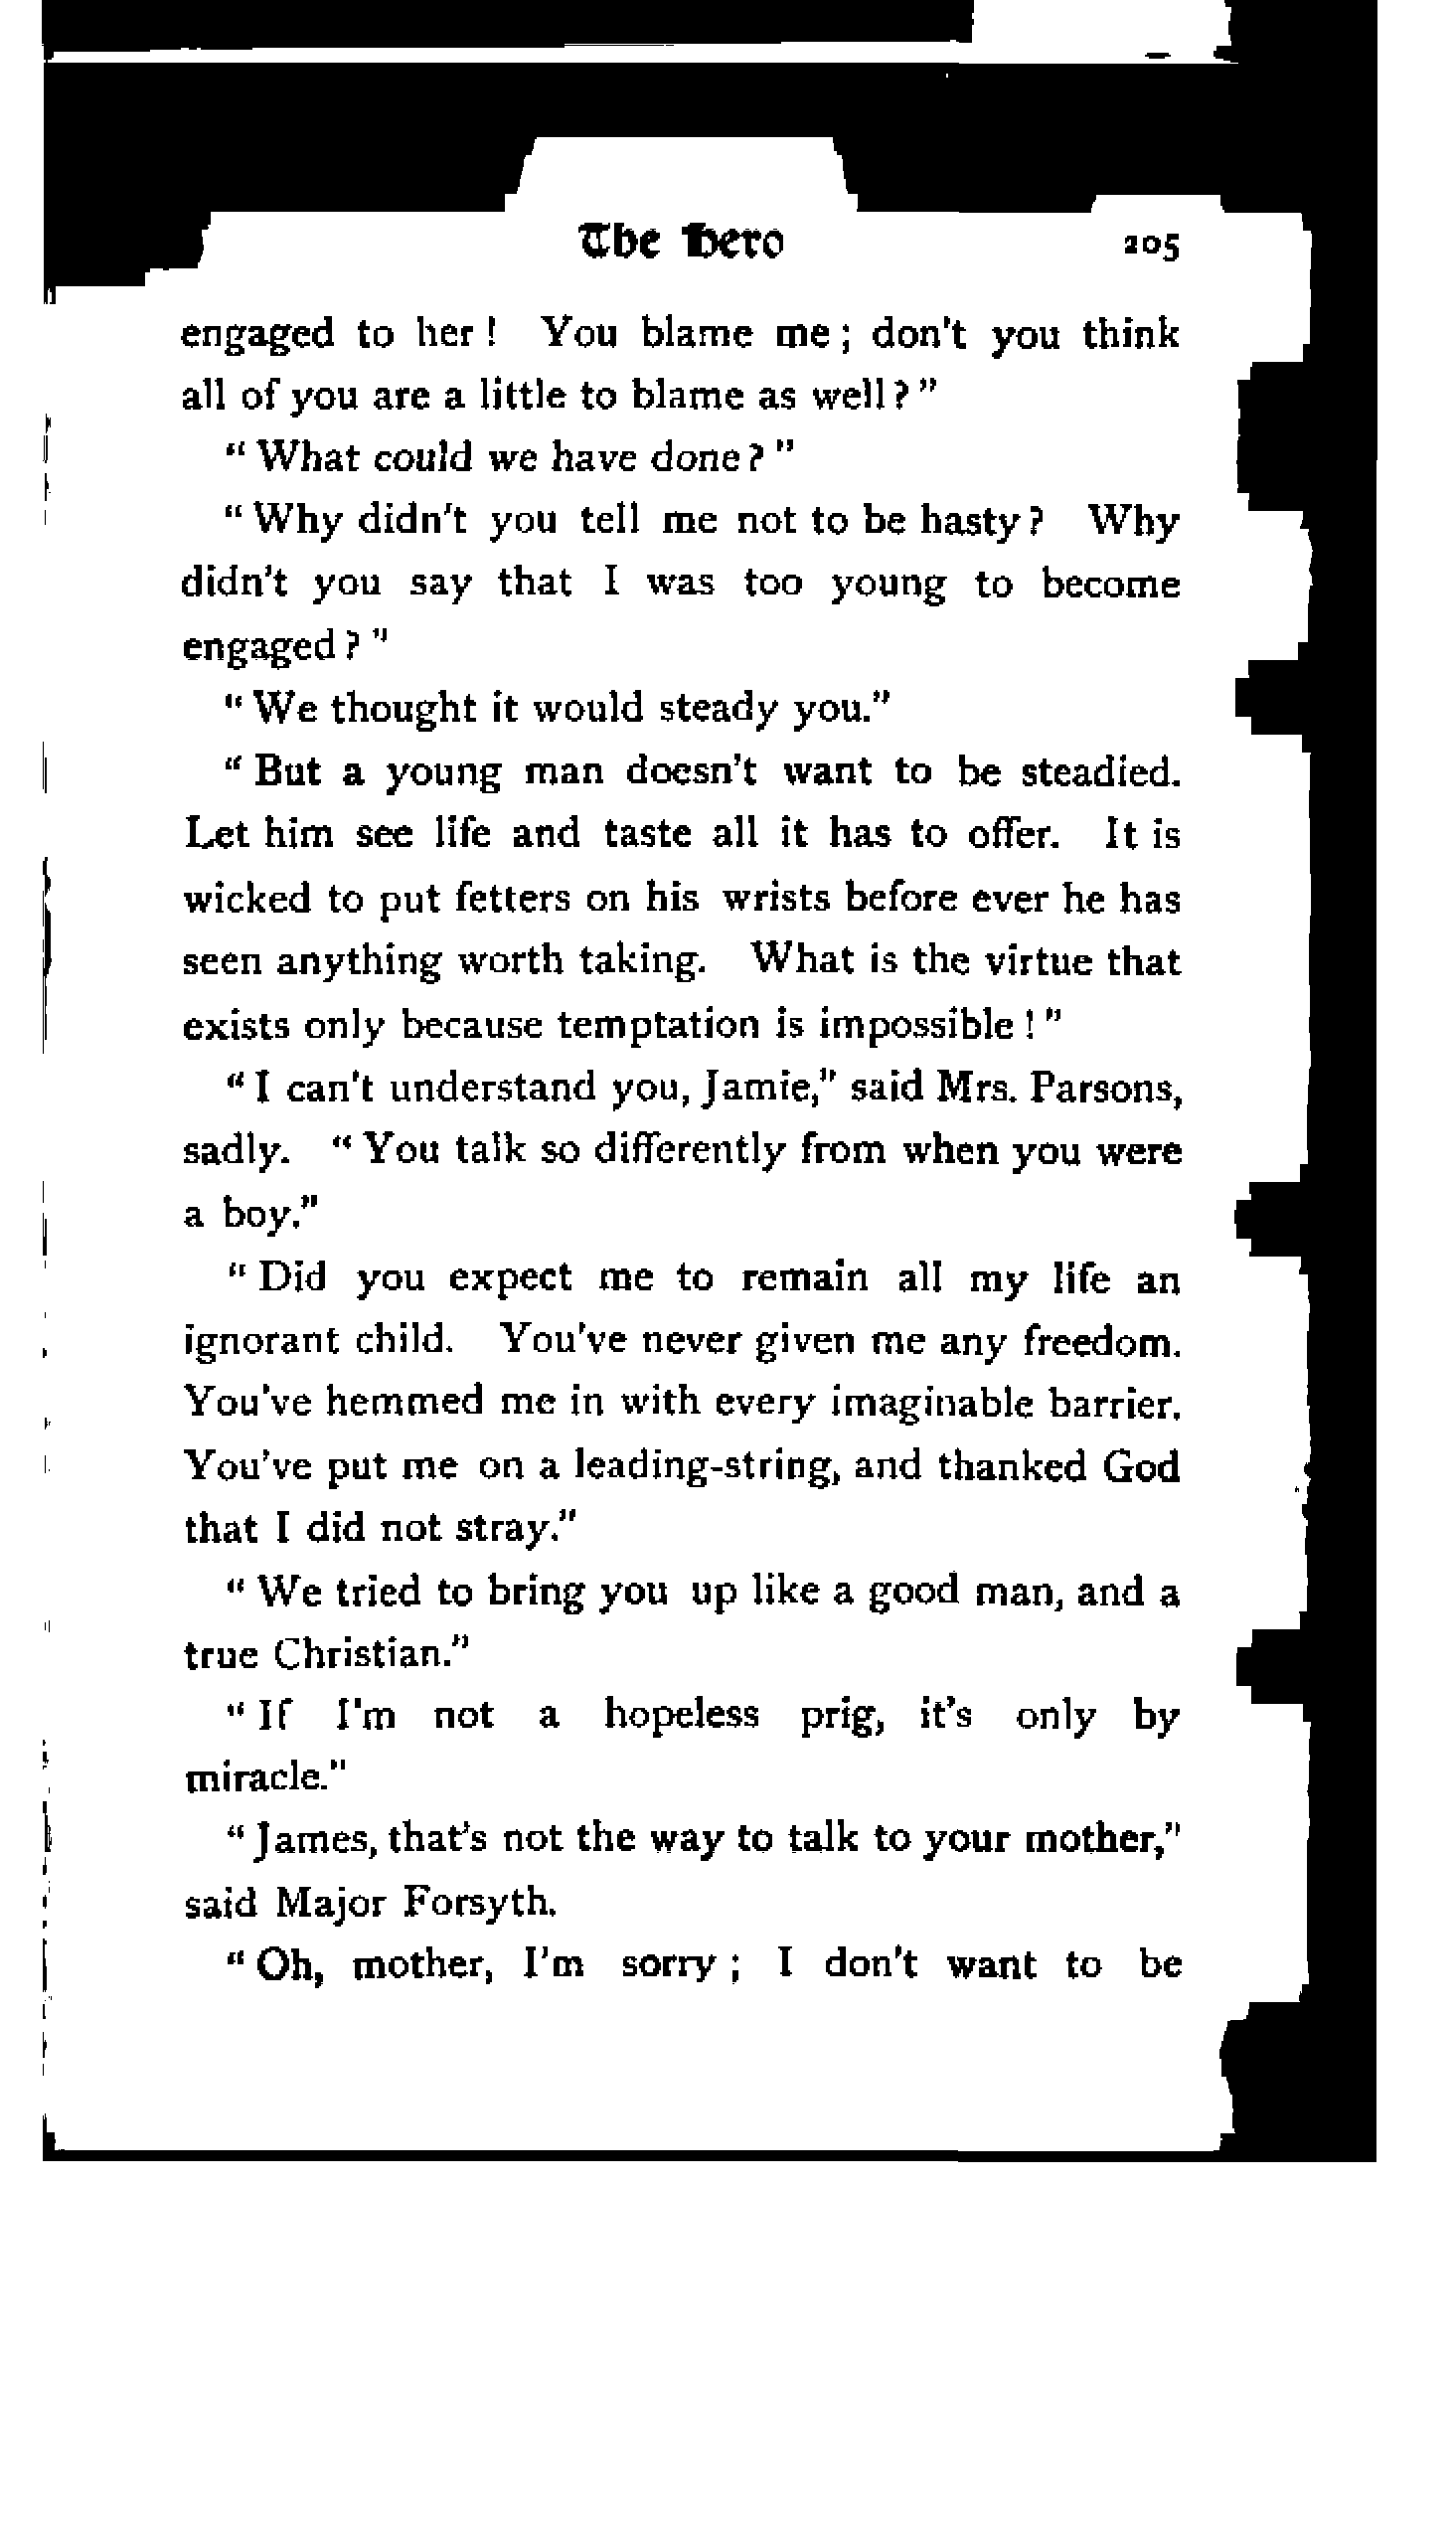 The Hero 205
engaged to her! You blame me; don't you think
all of you are a little to blame as well?"
"What could we have done?"
"Why didn't you tell me not to be hasty? Why
didn't you say that I was too young to become
engaged?"
"We thought it would steady you."
"But a young man doesn't want to be steadied.
Let him see life and taste all it has to offer. It is
wicked to put fetters on his wrists before ever he has
seen anything worth taking. What is the virtue that
exists only because temptation is impossible!"
"I can't understand you, Jamie," said Mrs. Parsons,
sadly. "You talk so differently from when you were
a boy."
"Did you expect me to remain all my life an
ignorant child. You've never given me any freedom.
You've hemmed me in with every imaginable barrier.
You've put me on a leading-string, and thanked God
that I did not stray."
"We tried to bring you up like a good man, and a
true Christian."
"If I'm not a hopeless prig, it's only by
miracle."
"James, that's not the way to talk to your mother,"
said Major Forsyth.
"Oh, mother, I'm sorry; I don't want to be